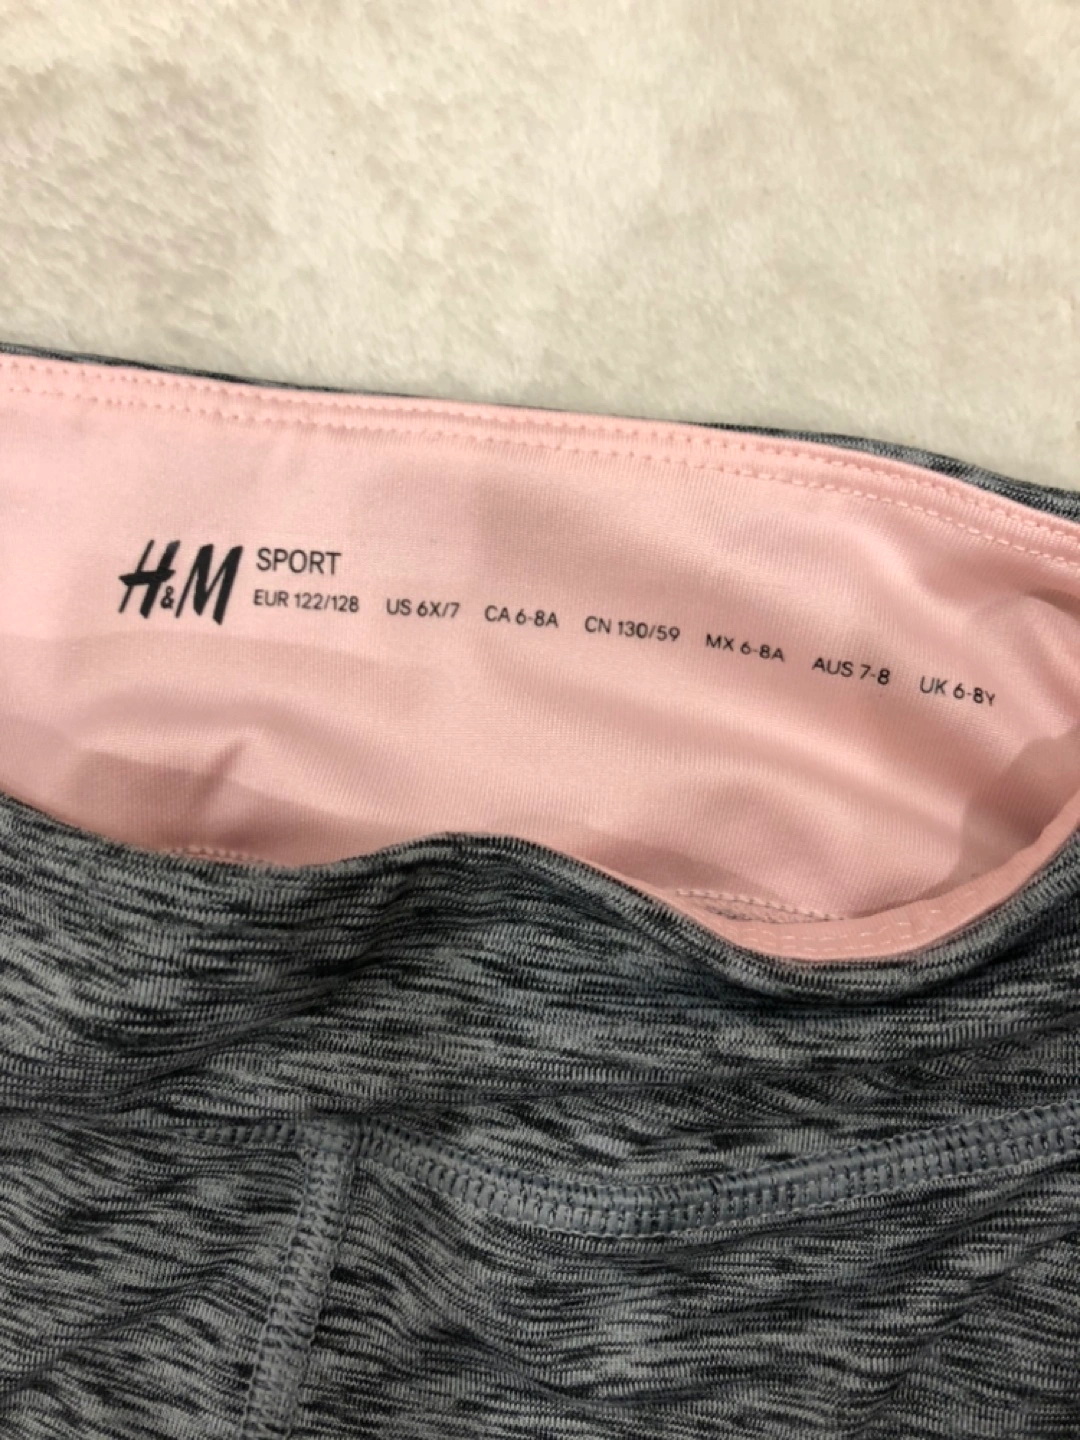 H&M SPORT
EUR 122/128 US 6X/7 CA 6-8A CN 130/59 MX 6-8A AUS 7-8 UK 6-8Y